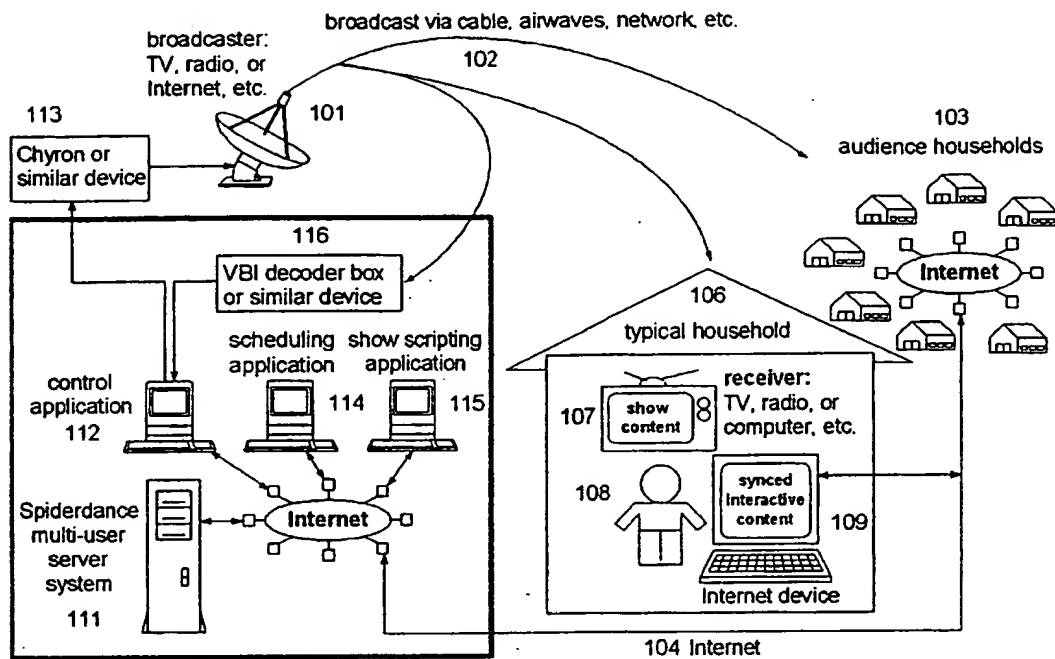 broadcast via cable, airwaves, network, etc.
102
broadcaster:
TV, radio, or
Internet, etc.
101
113
Chyron or
similar device
103
audience households
Internet
116
VBI decoder box
or similar device
scheduling
application
114
show scripting
application
115
control
application
112
Spiderdance
multi-user
server
system
111
Internet
106
typical household
107
show
content
receiver:
TV, radio, or
computer, etc.
108
synced
interactive
content
109
Internet device
104 Internet